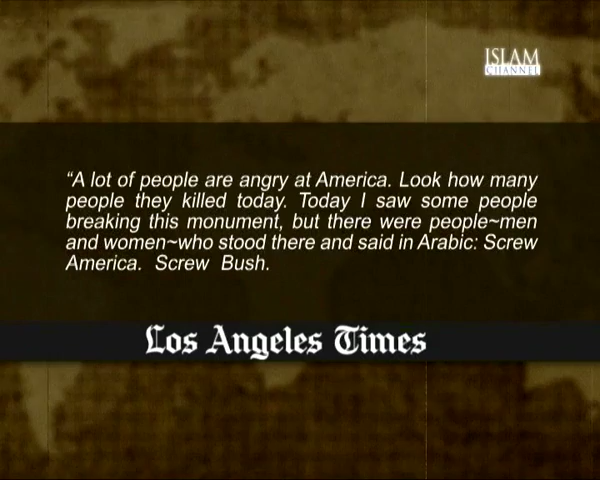 ISLAM
CHANNEL
“A lot of people are angry at America. Look how many
people they killed today. Today I saw some people
breaking this monument, but there were people~men
and women~who stood there and said in Arabic: Screw
America. Screw Bush.
Los Angeles Times